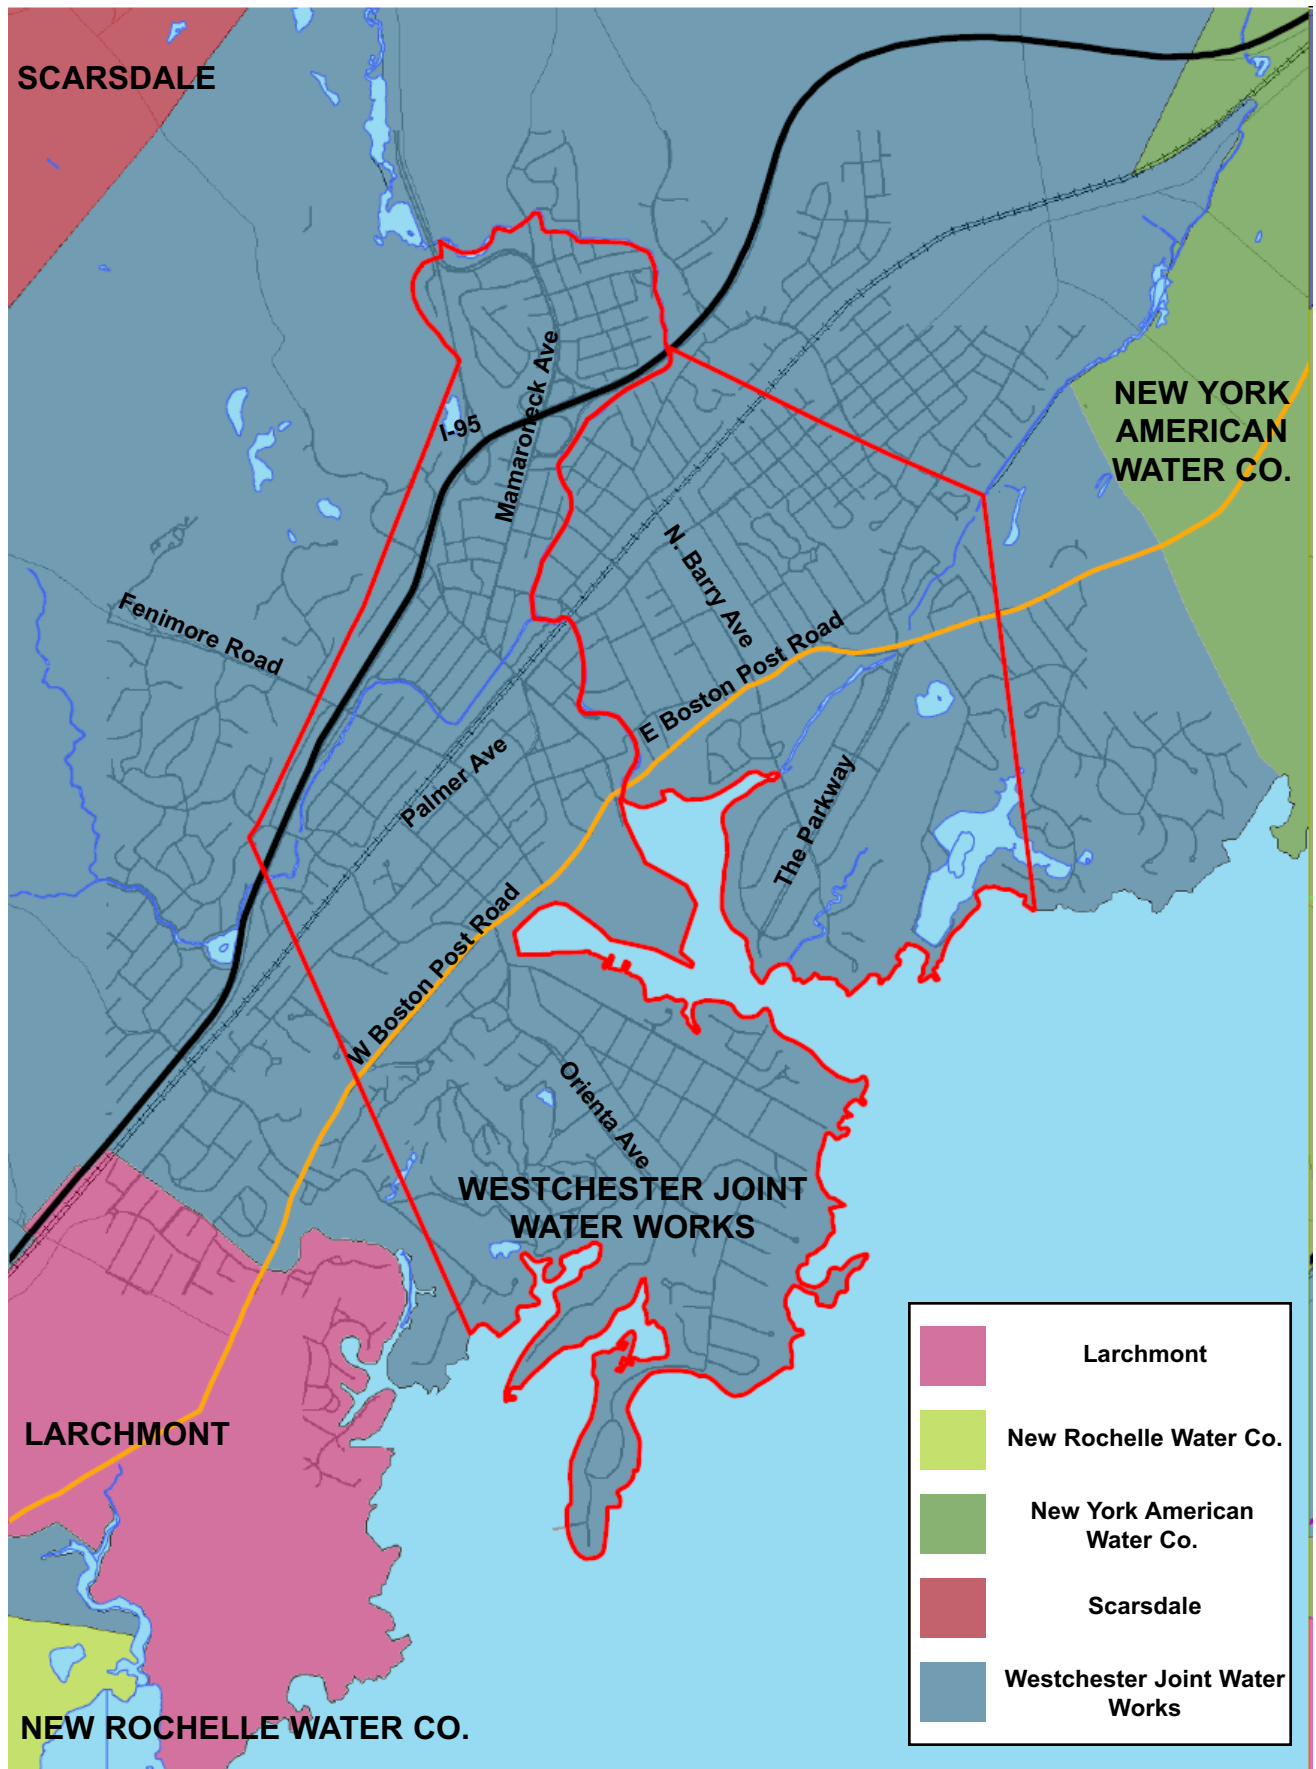 SCARSDALE
Mamaroneck Ave
I-95
NEW YORK
AMERICAN
WATER CO.
N. Barry Ave
Fenimore Road
E Boston Post Road
Palmer Ave
The Parkway
W Boston Post Road
Orienta Ave
WESTCHESTER JOINT
WATER WORKS
LARCHMONT
NEW ROCHELLE WATER CO.
Larchmont
New Rochelle Water Co.
New York American
Water Co.
Scarsdale
Westchester Joint Water
Works